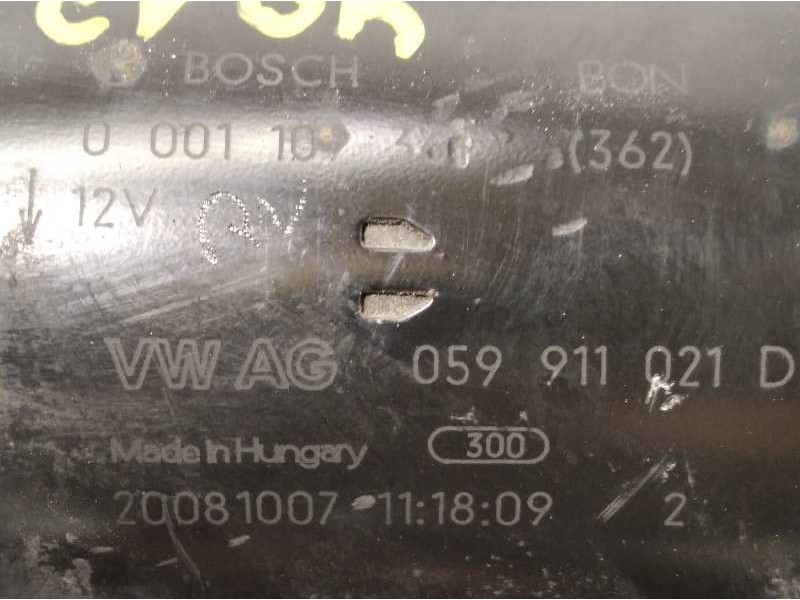 BOSCH BON
0 001 10 (362)
12V
VW AG 059 911 021 D
Made in Hungary 300
20081007 11:18:09 2